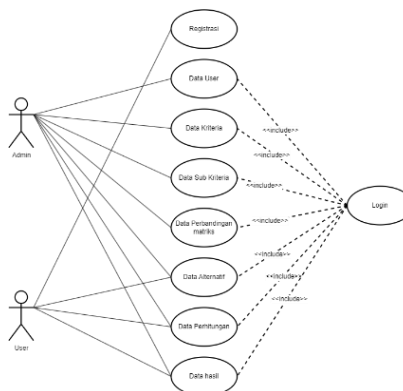 Registrasi
Data User
Data Kriteria
<<include>>
Admin
<<include>>
Data Sub Kriteria
<<include>>
Login
Data Perbandingan
matriks
<<include>>
<<include>>
Data Alternatif
<<include>>
<<include>>
Data Perhitungan
User
Data hasil